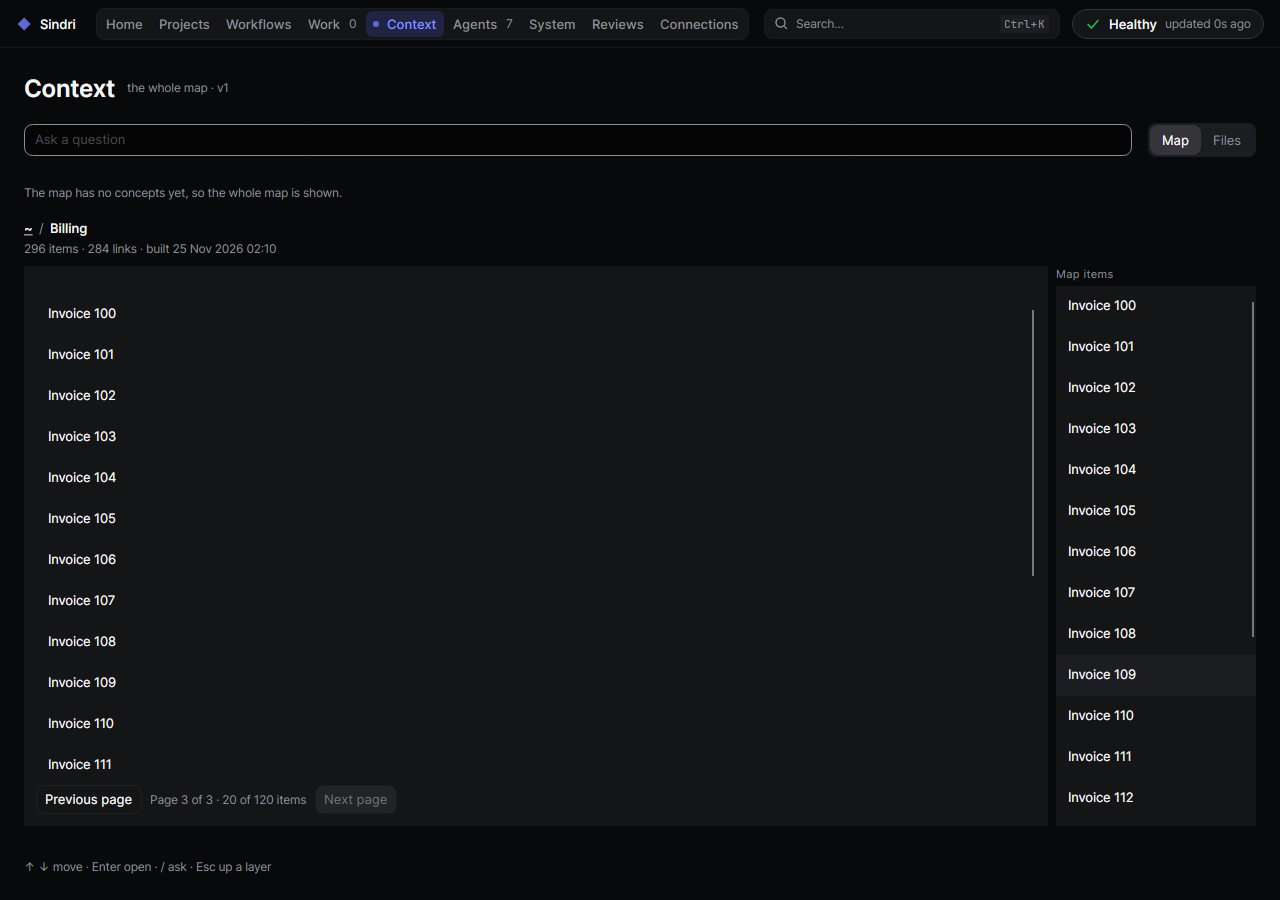 Sindri Home Projects Workflows Work 0 Context Agents 7 System Reviews Connections Search... Ctrl+K Healthy updated 0s ago
Context the whole map · v1
Ask a question Map Files
The map has no concepts yet, so the whole map is shown.
~ / Billing
296 items · 284 links · built 25 Nov 2026 02:10
Invoice 100
Invoice 101
Invoice 102
Invoice 103
Invoice 104
Invoice 105
Invoice 106
Invoice 107
Invoice 108
Invoice 109
Invoice 110
Invoice 111
Previous page Page 3 of 3 · 20 of 120 items Next page
Map items
Invoice 100
Invoice 101
Invoice 102
Invoice 103
Invoice 104
Invoice 105
Invoice 106
Invoice 107
Invoice 108
Invoice 109
Invoice 110
Invoice 111
Invoice 112
↑ ↓ move · Enter open · / ask · Esc up a layer